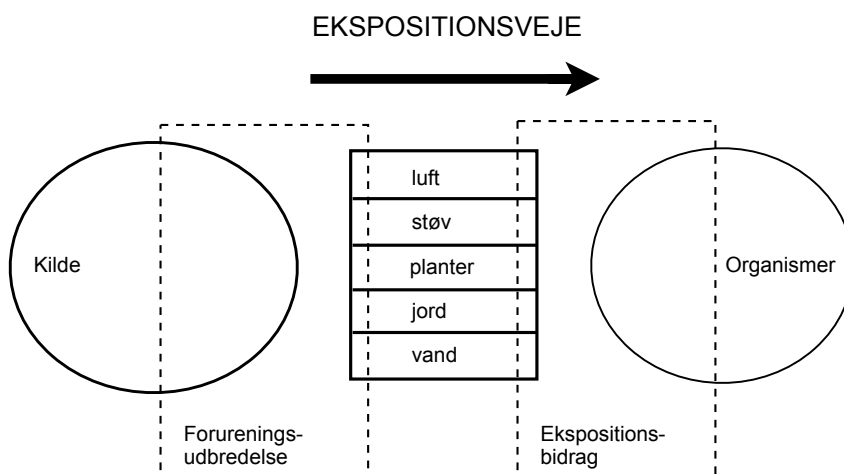 EKSPOSITIONSVEJE
luft
støv
Kilde
planter
Organismer
jord
vand
Forurenings-
udbredelse
Ekspositions-
bidrag